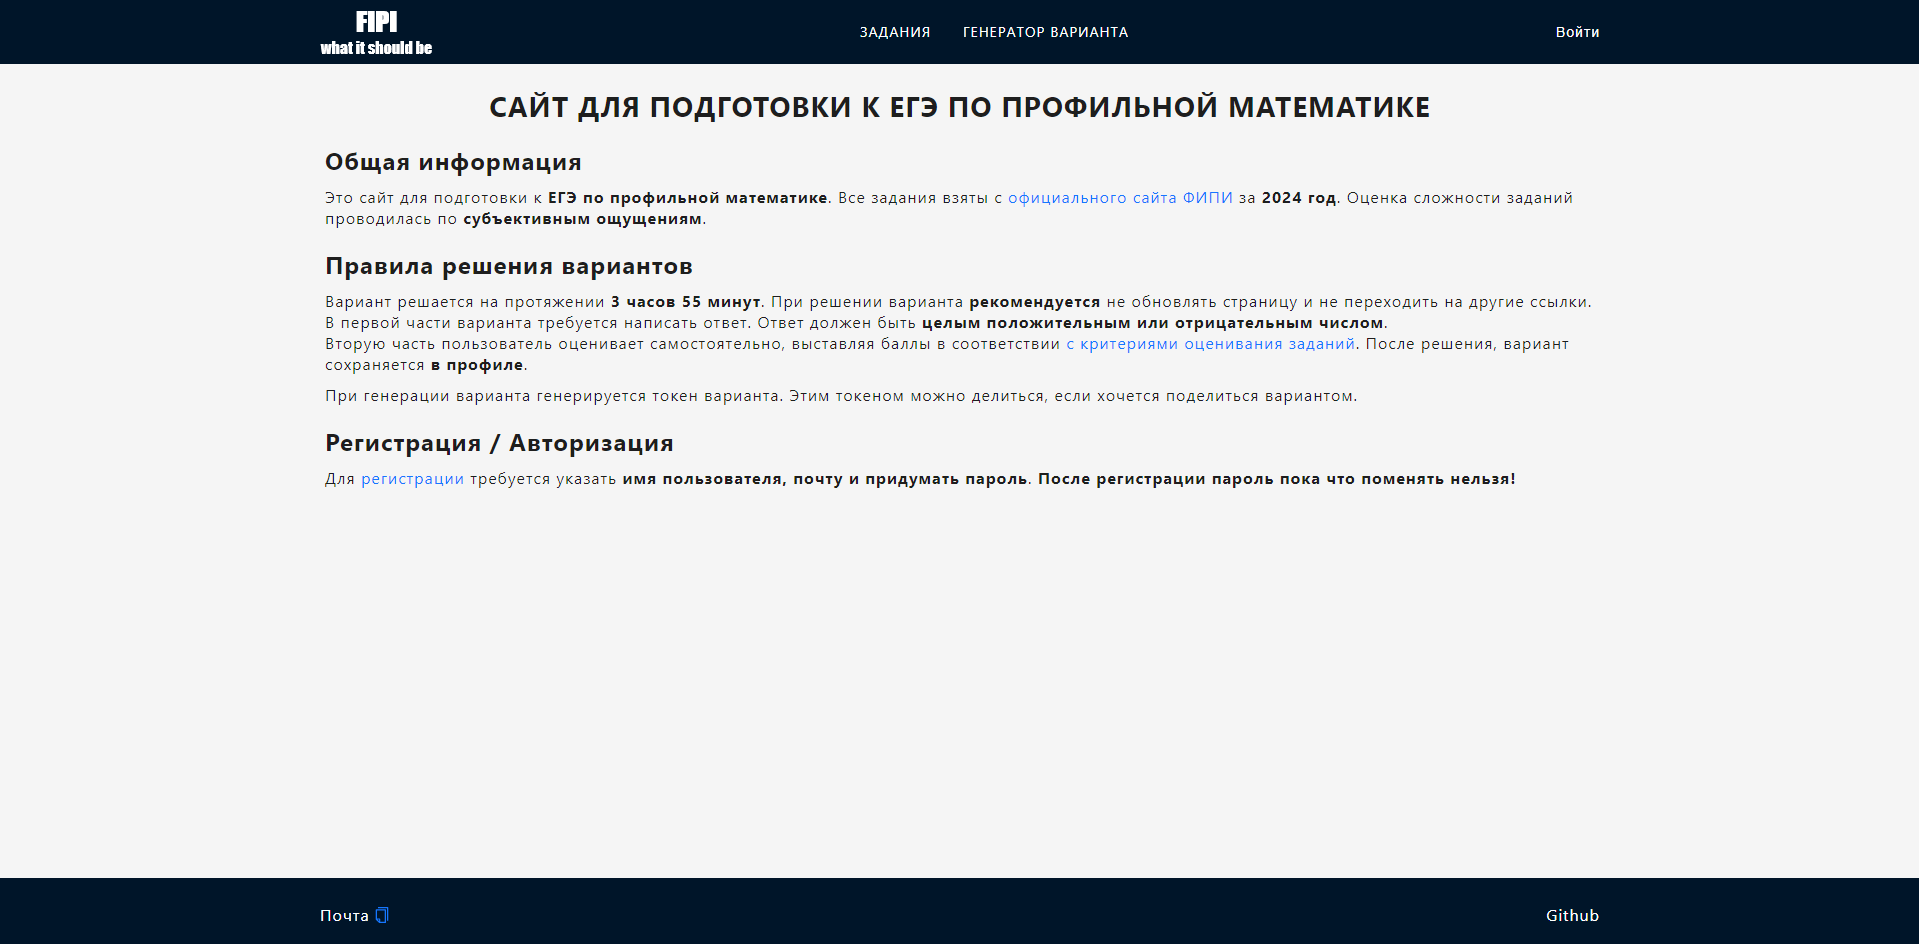 FIPI
what it should be
ЗАДАНИЯ ГЕНЕРАТОР ВАРИАНТА
Войти
САЙТ ДЛЯ ПОДГОТОВКИ К ЕГЭ ПО ПРОФИЛЬНОЙ МАТЕМАТИКЕ
Общая информация
Это сайт для подготовки к ЕГЭ по профильной математике. Все задания взяты с официального сайта ФИПИ за 2024 год. Оценка сложности заданий
проводилась по субъективным ощущениям.
Правила решения вариантов
Вариант решается на протяжении 3 часов 55 минут. При решении варианта рекомендуется не обновлять страницу и не переходить на другие ссылки.
В первой части варианта требуется написать ответ. Ответ должен быть целым положительным или отрицательным числом.
Вторую часть пользователь оценивает самостоятельно, выставляя баллы в соответствии с критериями оценивания заданий. После решения, вариант
сохраняется в профиле.
При генерации варианта генерируется токен варианта. Этим токеном можно делиться, если хочется поделиться вариантом.
Регистрация / Авторизация
Для регистрации требуется указать имя пользователя, почту и придумать пароль. После регистрации пароль пока что поменять нельзя!
Почта
Github